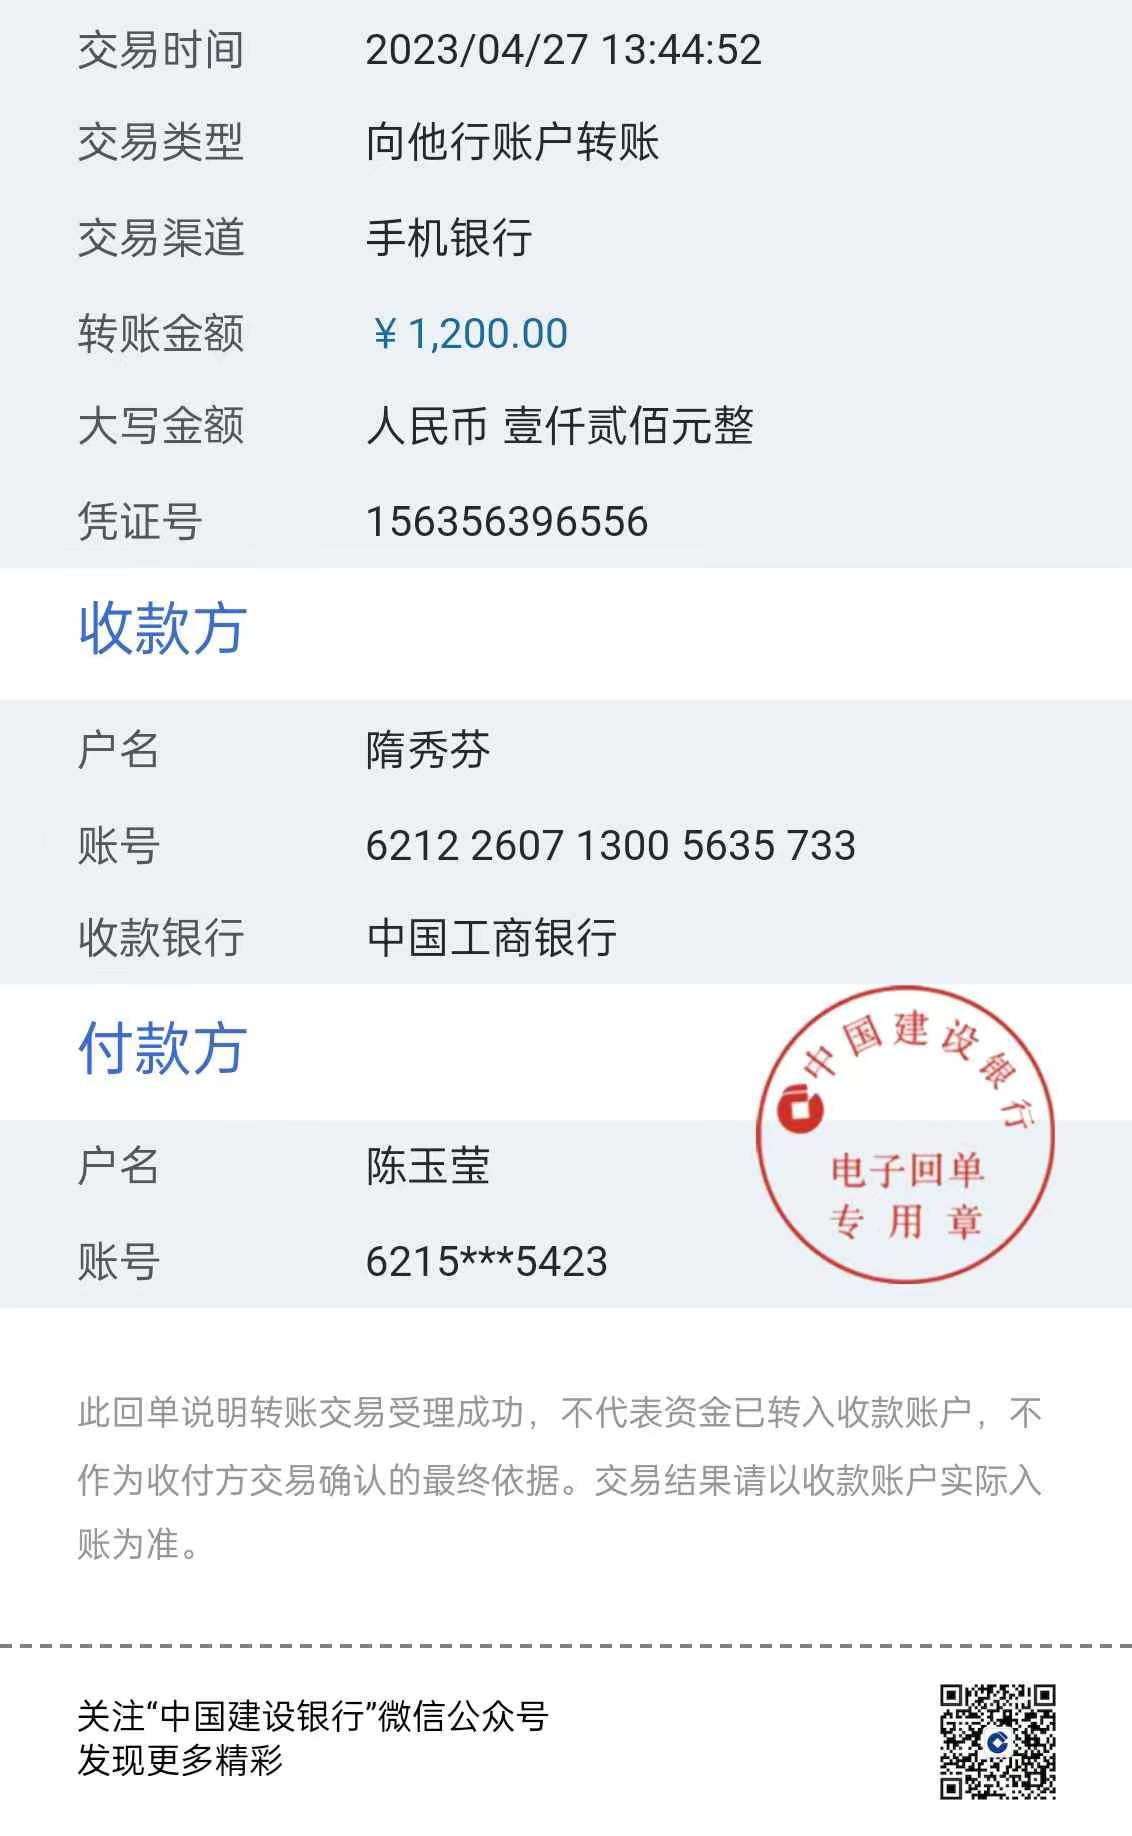 交易时间 2023/04/27 13:44:52
交易类型 向他行账户转账
交易渠道 手机银行
转账金额 ¥ 1,200.00
大写金额 人民币 壹仟贰佰元整
凭证号 156356396556
收款方
户名 隋秀芬
账号 6212 2607 1300 5635 733
收款银行 中国工商银行
付款方
中国建设银行
户名 陈玉莹
电子回单
专用章
账号 6215***5423
此回单说明转账交易受理成功，不代表资金已转入收款账户，不
作为收付方交易确认的最终依据。交易结果请以收款账户实际入
账为准。
关注“中国建设银行”微信公众号
发现更多精彩